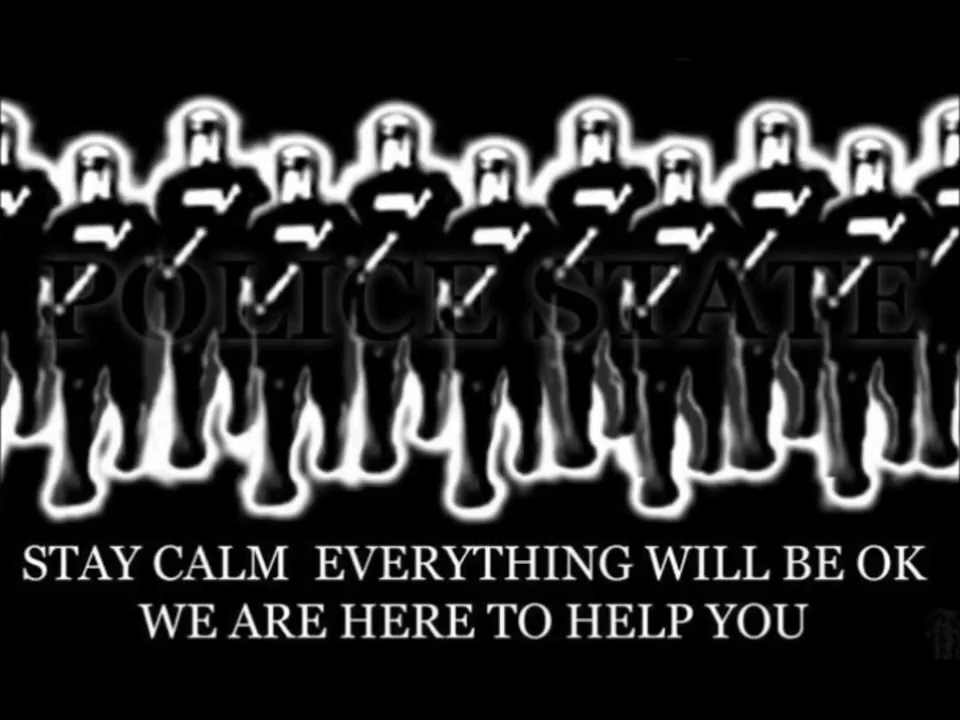 POLICE STATE
STAY CALM  EVERYTHING WILL BE OK
WE ARE HERE TO HELP YOU